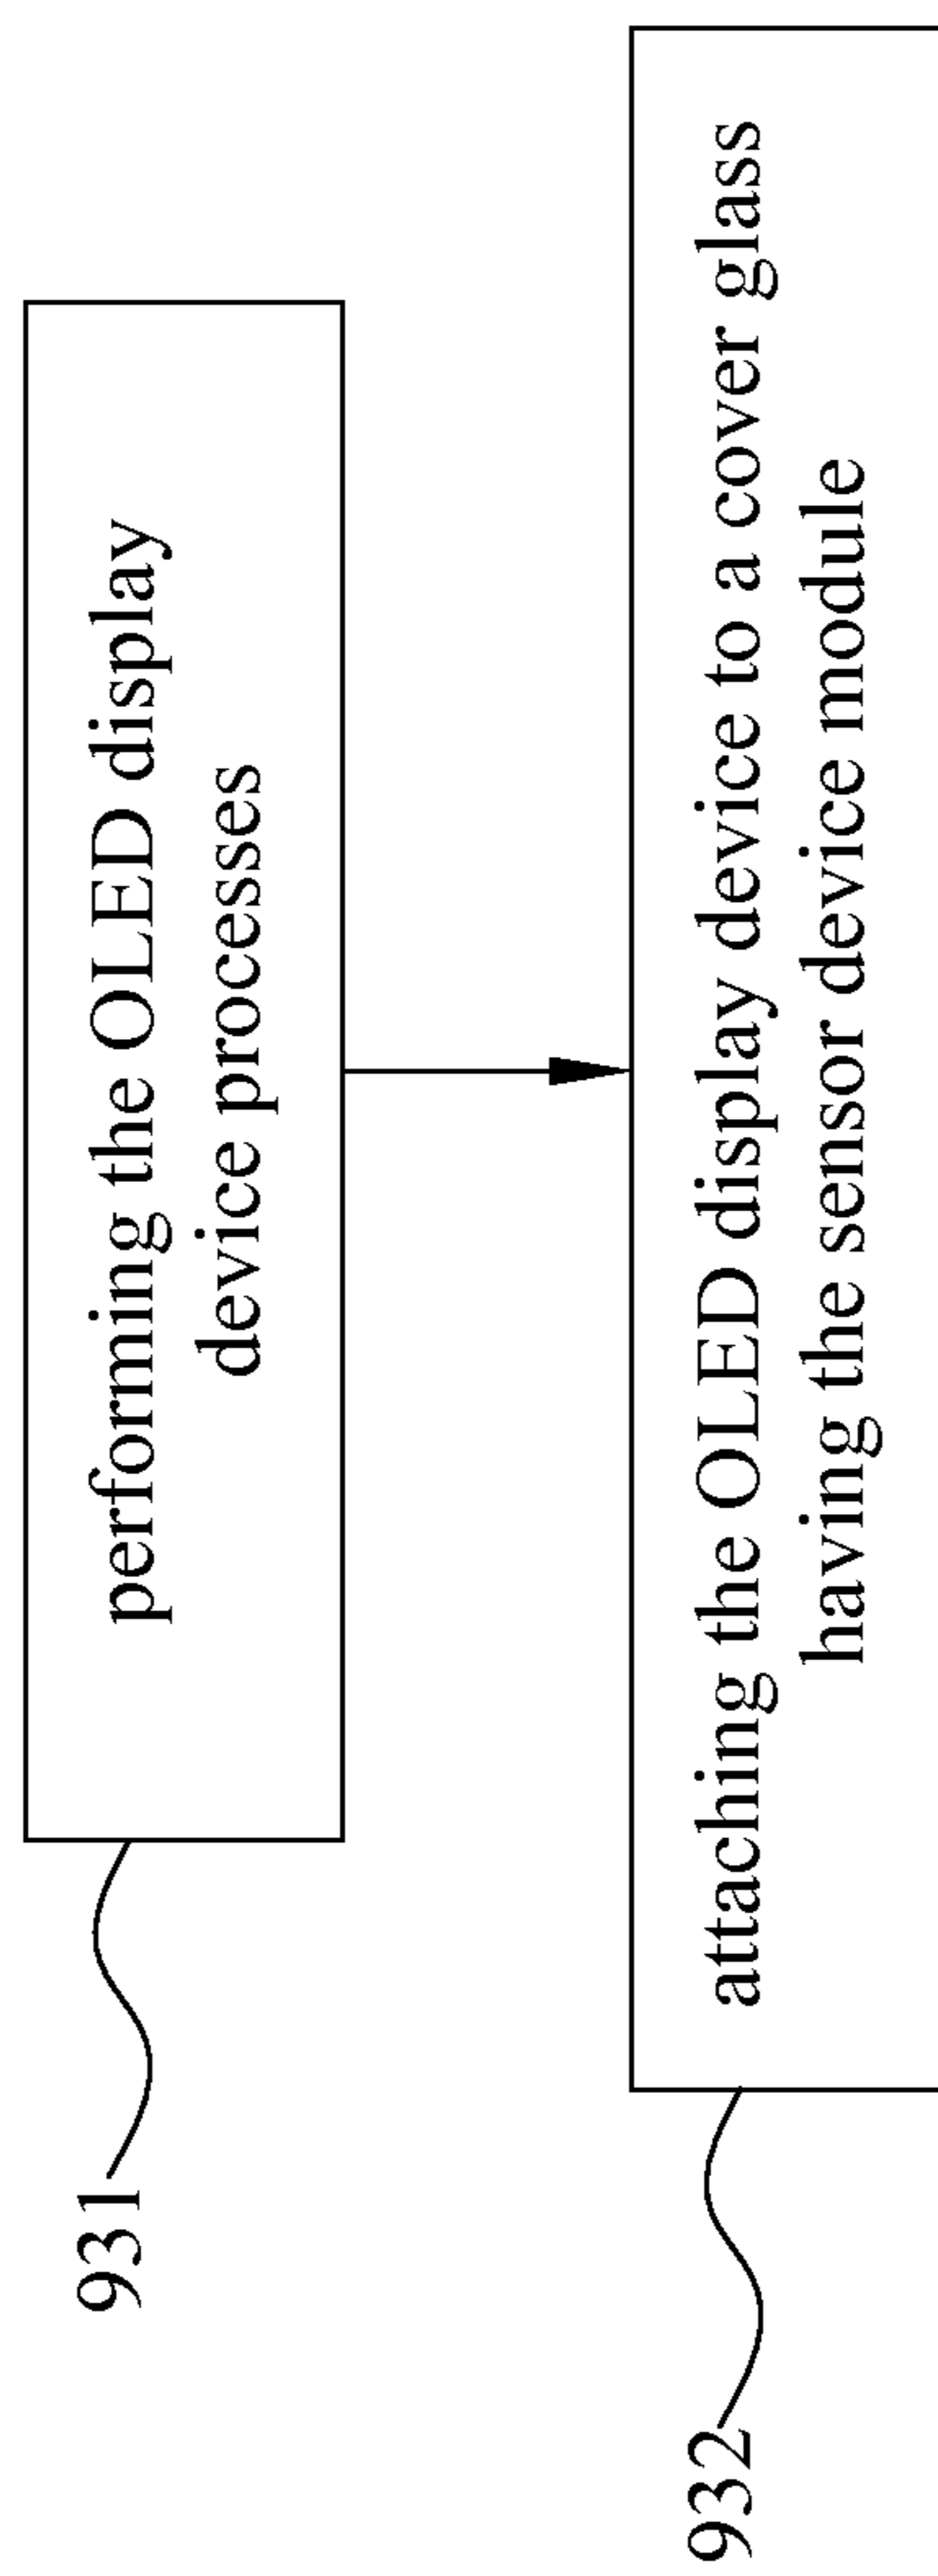 931
performing the OLED display
device processes
932
attaching the OLED display device to a cover glass
having the sensor device module